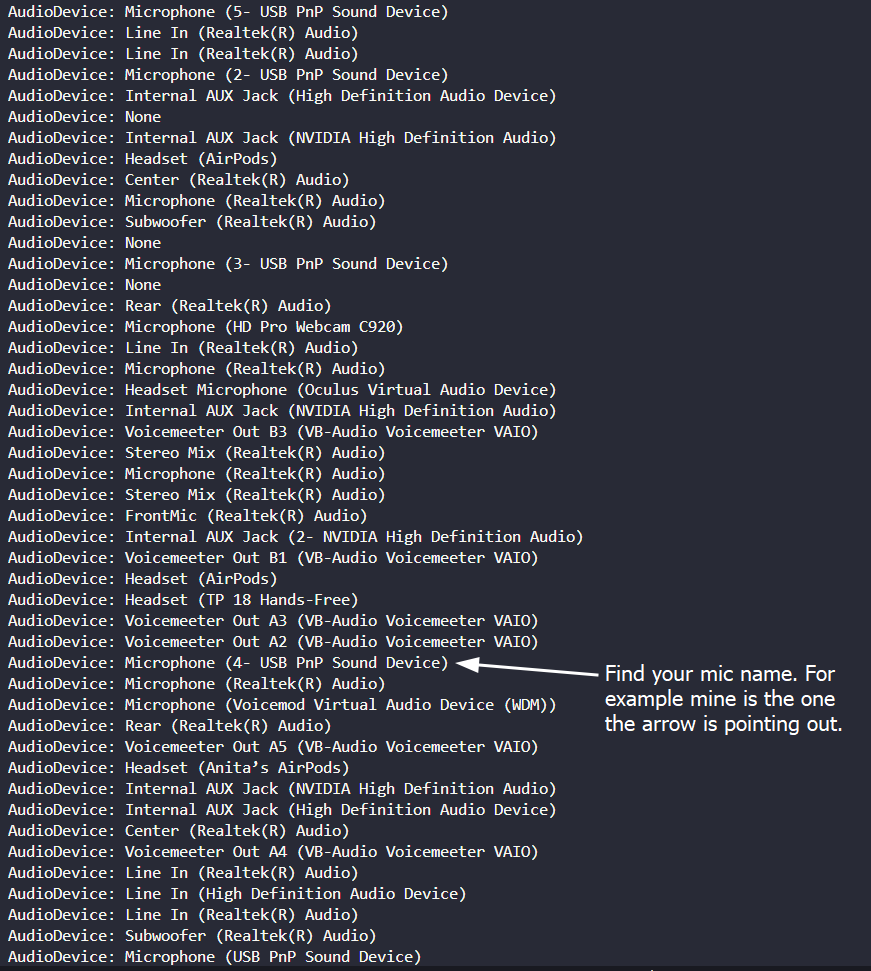 AudioDevice: Microphone (5- USB PnP Sound Device)
AudioDevice: Line In (Realtek(R) Audio)
AudioDevice: Line In (Realtek(R) Audio)
AudioDevice: Microphone (2- USB PnP Sound Device)
AudioDevice: Internal AUX Jack (High Definition Audio Device)
AudioDevice: None
AudioDevice: Internal AUX Jack (NVIDIA High Definition Audio)
AudioDevice: Headset (AirPods)
AudioDevice: Center (Realtek(R) Audio)
AudioDevice: Microphone (Realtek(R) Audio)
AudioDevice: Subwoofer (Realtek(R) Audio)
AudioDevice: None
AudioDevice: Microphone (3- USB PnP Sound Device)
AudioDevice: None
AudioDevice: Rear (Realtek(R) Audio)
AudioDevice: Microphone (HD Pro Webcam C920)
AudioDevice: Line In (Realtek(R) Audio)
AudioDevice: Microphone (Realtek(R) Audio)
AudioDevice: Headset Microphone (Oculus Virtual Audio Device)
AudioDevice: Internal AUX Jack (NVIDIA High Definition Audio)
AudioDevice: Voicemeeter Out B3 (VB-Audio Voicemeeter VAIO)
AudioDevice: Stereo Mix (Realtek(R) Audio)
AudioDevice: Microphone (Realtek(R) Audio)
AudioDevice: Stereo Mix (Realtek(R) Audio)
AudioDevice: FrontMic (Realtek(R) Audio)
AudioDevice: Internal AUX Jack (2- NVIDIA High Definition Audio)
AudioDevice: Voicemeeter Out B1 (VB-Audio Voicemeeter VAIO)
AudioDevice: Headset (AirPods)
AudioDevice: Headset (TP 18 Hands-Free)
AudioDevice: Voicemeeter Out A3 (VB-Audio Voicemeeter VAIO)
AudioDevice: Voicemeeter Out A2 (VB-Audio Voicemeeter VAIO)
AudioDevice: Microphone (4- USB PnP Sound Device)
AudioDevice: Microphone (Realtek(R) Audio)
AudioDevice: Microphone (Voicemod Virtual Audio Device (WDM))
AudioDevice: Rear (Realtek(R) Audio)
AudioDevice: Voicemeeter Out A5 (VB-Audio Voicemeeter VAIO)
AudioDevice: Headset (Anita’s AirPods)
AudioDevice: Internal AUX Jack (NVIDIA High Definition Audio)
AudioDevice: Internal AUX Jack (High Definition Audio Device)
AudioDevice: Center (Realtek(R) Audio)
AudioDevice: Voicemeeter Out A4 (VB-Audio Voicemeeter VAIO)
AudioDevice: Line In (Realtek(R) Audio)
AudioDevice: Line In (High Definition Audio Device)
AudioDevice: Line In (Realtek(R) Audio)
AudioDevice: Subwoofer (Realtek(R) Audio)
AudioDevice: Microphone (USB PnP Sound Device)
Find your mic name. For
example mine is the one
the arrow is pointing out.